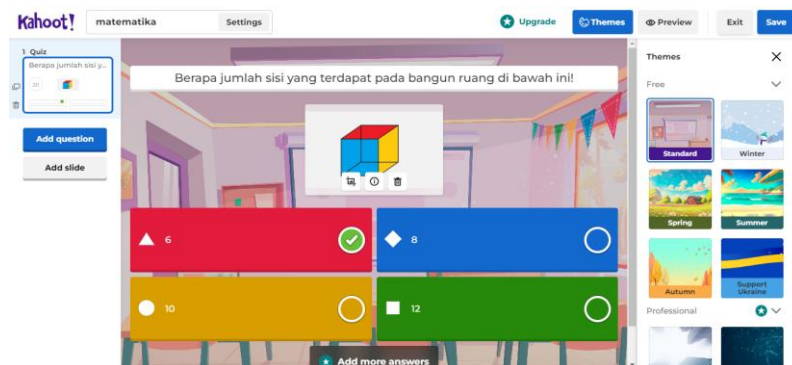 Kahoot!
matematika
Settings
Upgrade
Themes
Preview
Exit
Save
1 Quiz
Berapa jumlah sisi y...
Add question
Add slide
Berapa jumlah sisi yang terdapat pada bangun ruang di bawah ini!
6
8
10
12
Add more answers
Themes
Free
Standard
Winter
Spring
Summer
Autumn
Support
Ukraine
Professional